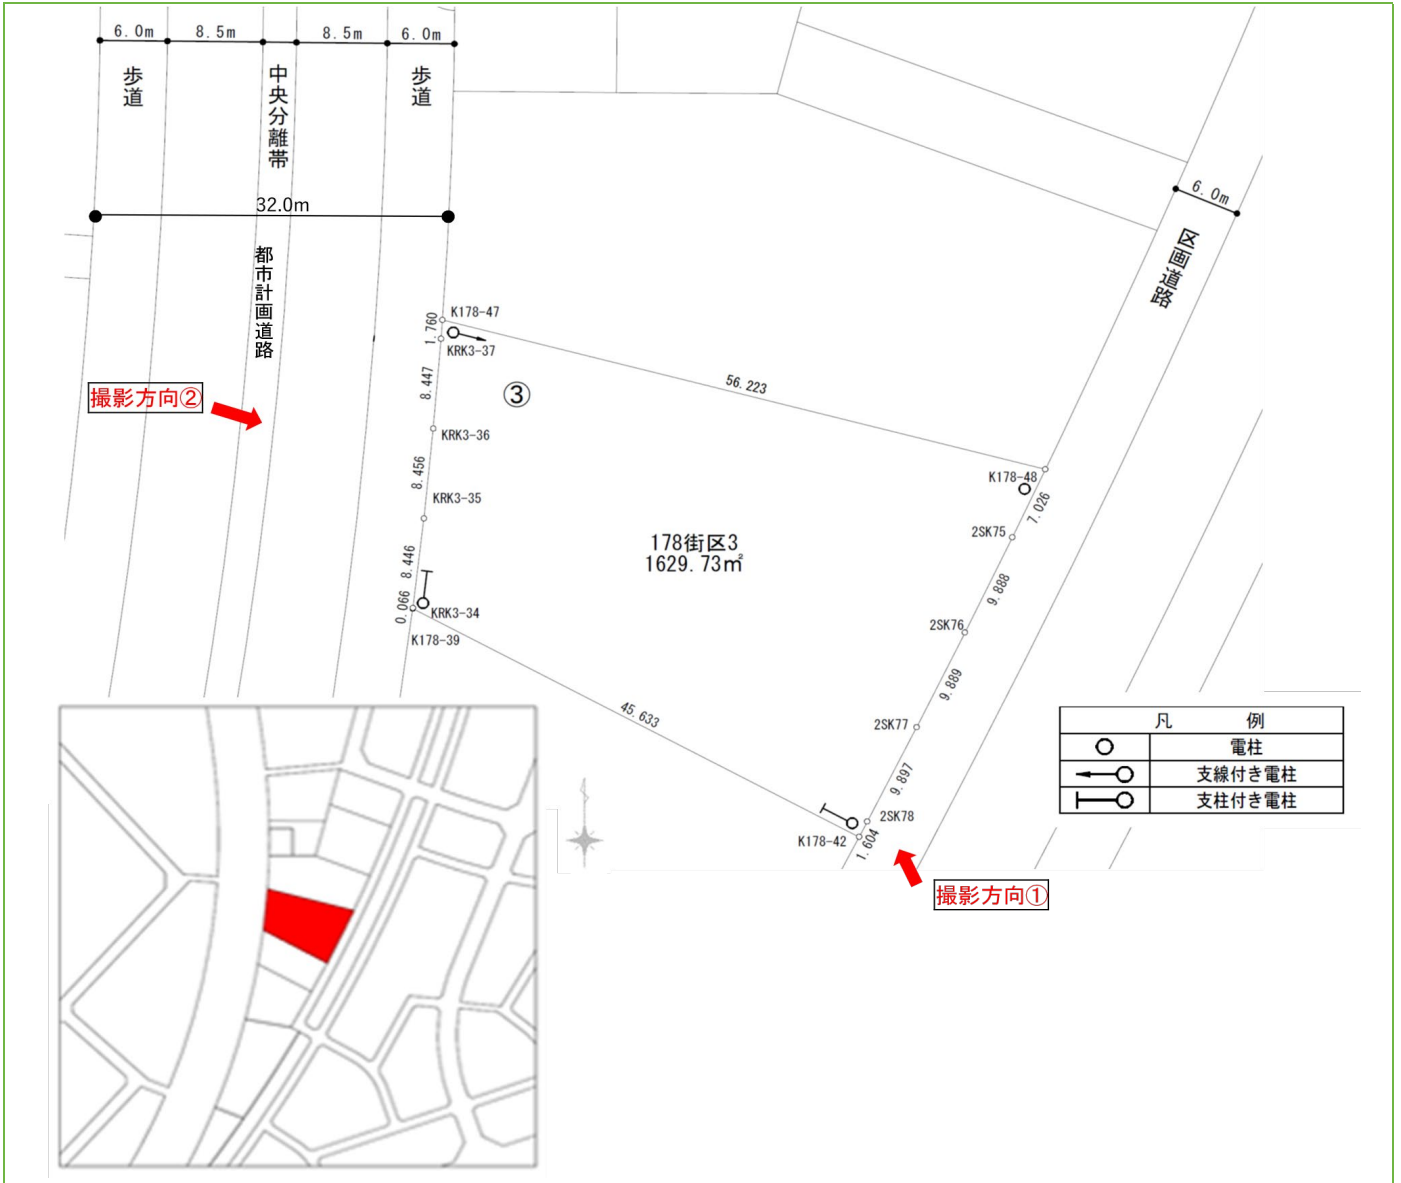 6.0m
8.5m
8.5m
6.0m
歩道
中央分離帯
歩道
32.0m
都市計画道路
6.0m
区画道路
K178-47
1.760
KRK3-37
8.447
③
56.223
撮影方向②
KRK3-36
8.456
K178-48
7.026
KRK3-35
2SK75
178街区3
1629.73㎡
8.446
9.888
0.066
KRK3-34
2SK76
K178-39
9.889
45.633
2SK77
9.897
2SK78
K178-42
1.604
凡例
電柱
支線付き電柱
支柱付き電柱
撮影方向①